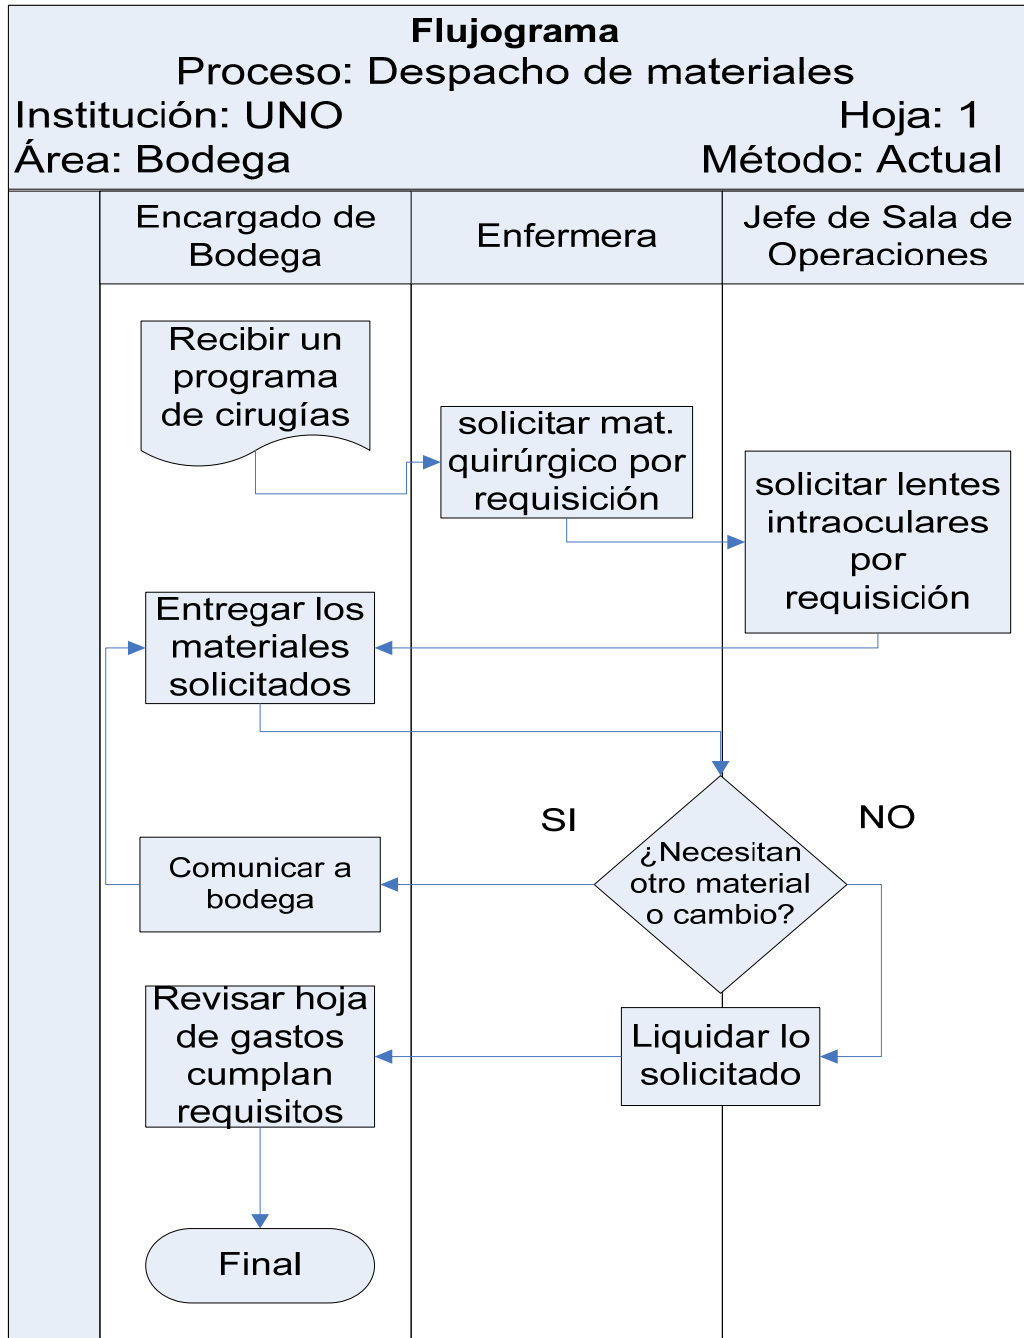 Flujograma
Proceso: Despacho de materiales
Institución: UNO
Hoja: 1
Área: Bodega
Método: Actual
Encargado de
Bodega
Enfermera
Jefe de Sala de
Operaciones
Recibir un
programa
de cirugías
solicitar mat.
quirúrgico por
requisición
solicitar lentes
intraoculares
por
requisición
Entregar los
materiales
solicitados
SI
NO
¿Necesitan
otro material
o cambio?
Comunicar a
bodega
Revisar hoja
de gastos
cumplan
requisitos
Liquidar lo
solicitado
Final